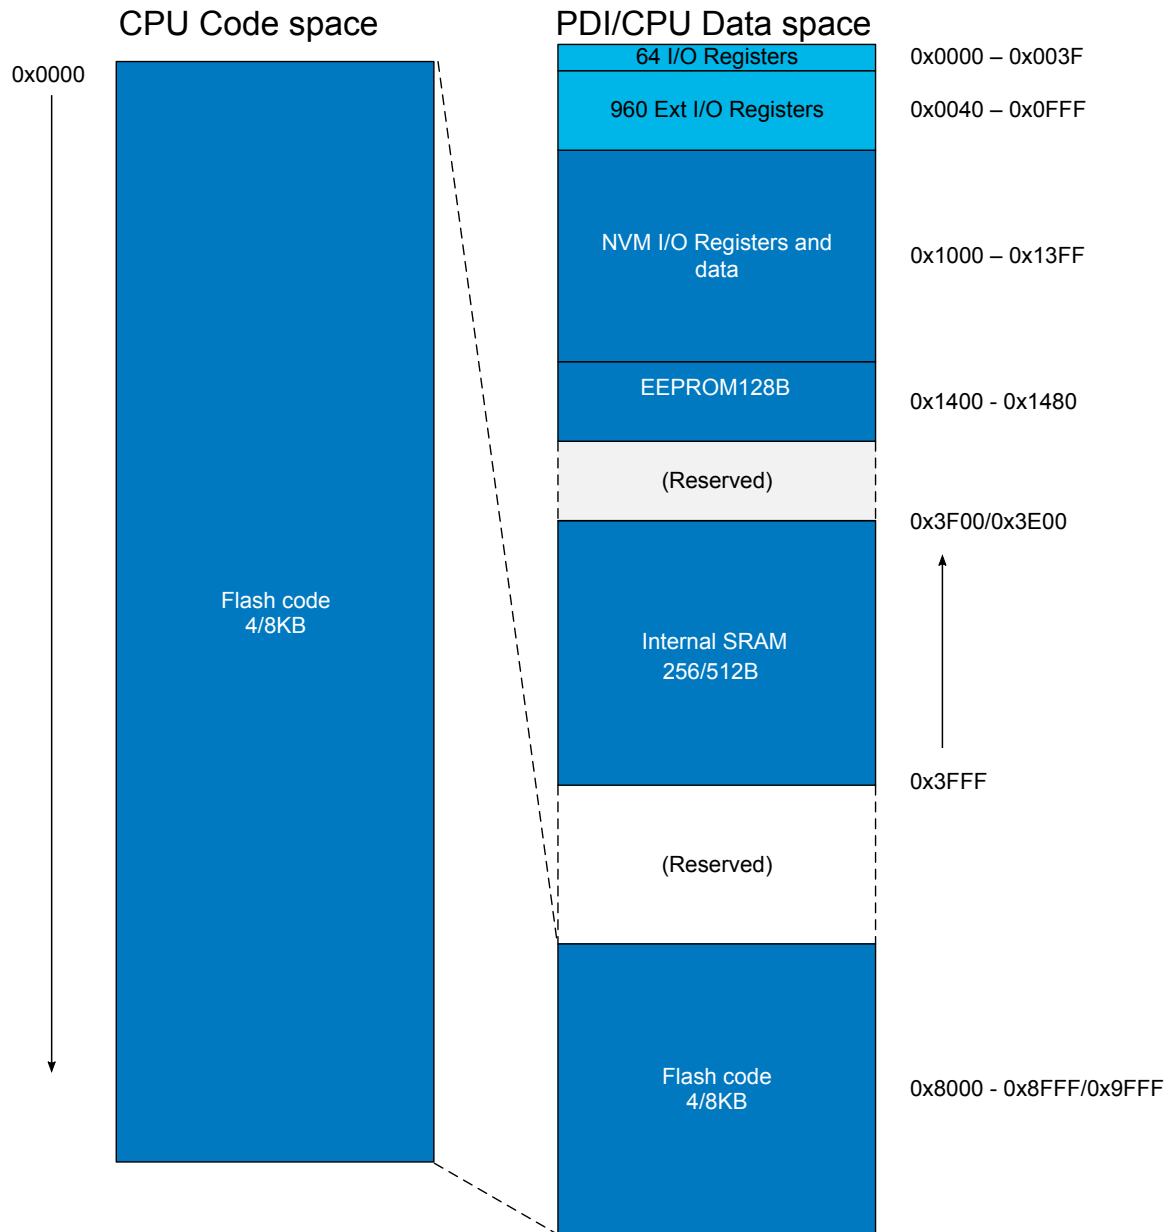 CPU Code space
PDI/CPU Data space
0x0000
64 I/O Registers
0x0000 – 0x003F
960 Ext I/O Registers
0x0040 – 0x0FFF
NVM I/O Registers and
data
0x1000 – 0x13FF
EEPROM128B
0x1400 - 0x1480
(Reserved)
0x3F00/0x3E00
Flash code
4/8KB
Internal SRAM
256/512B
0x3FFF
(Reserved)
Flash code
4/8KB
0x8000 - 0x8FFF/0x9FFF